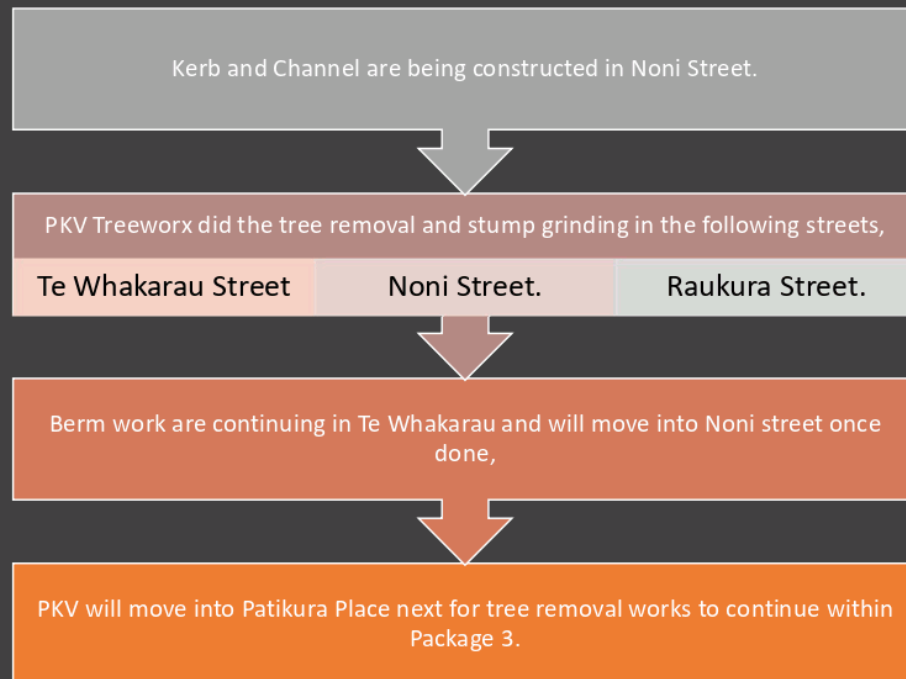 Kerb and Channel are being constructed in Noni Street.
PKV Treeworx did the tree removal and stump grinding in the following streets,
Te Whakarau Street
Noni Street.
Raukura Street.
Berm work are continuing in Te Whakarau and will move into Noni street once
done,
PKV will move into Patikura Place next for tree removal works to continue within
Package 3.